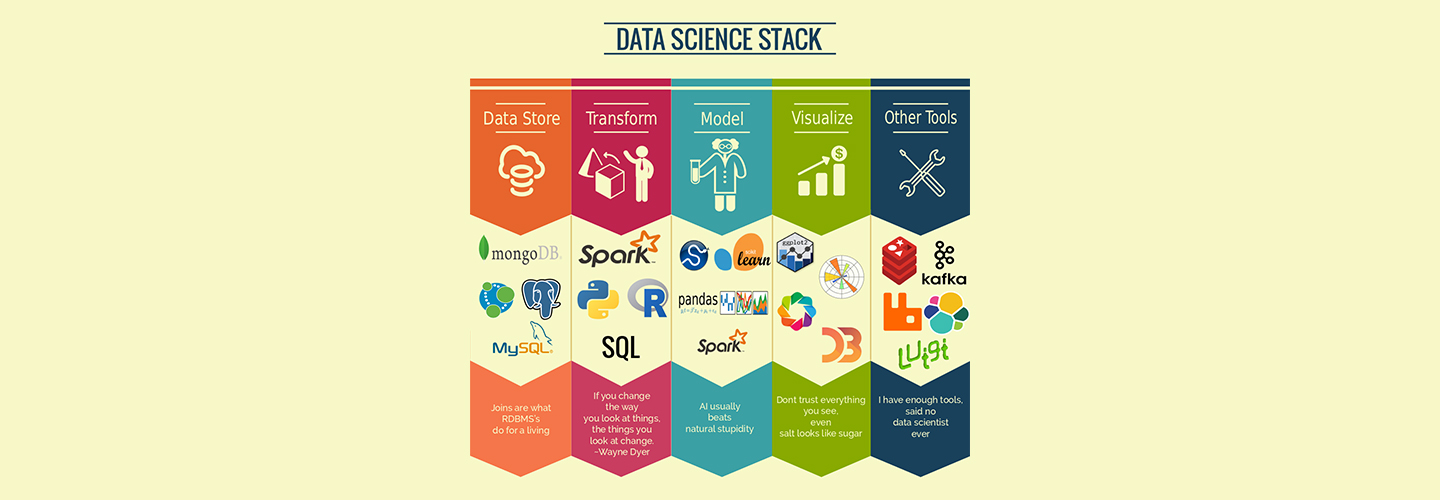 DATA SCIENCE STACK
Data Store
Transform
Model
Visualize
Other Tools
$
mongoDB.
MySQL®
Spark™
R
SQL
S
learn
pandas
Spark
ggplot2
D3
kafka
Luigi
Joins are what
RDBMS's
do for a living
If you change
the way
you look at things,
the things you
look at change.
-Wayne Dyer
AI usually
beats
natural stupidity
Dont trust everything
you see,
even
salt looks like sugar
I have enough tools,
said no
data scientist
ever